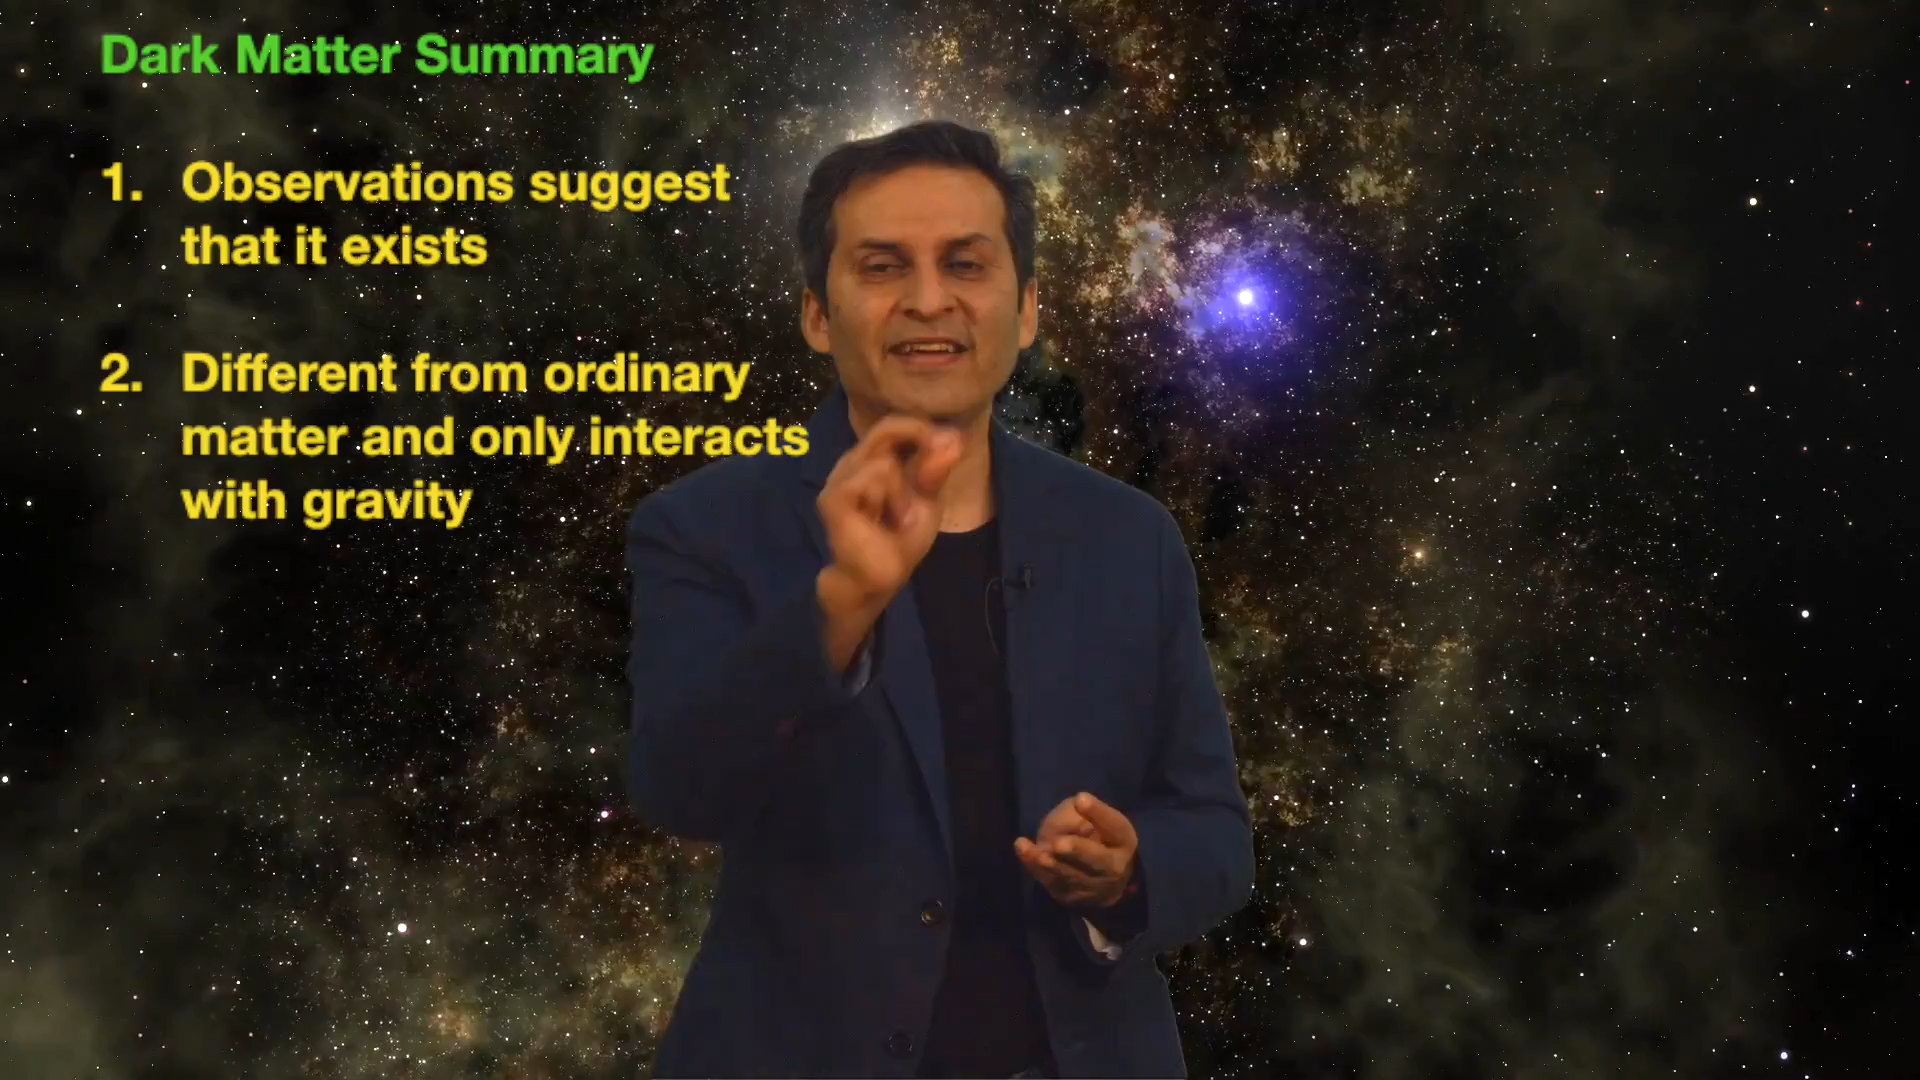 Dark Matter Summary
1. Observations suggest
that it exists
2. Different from ordinary
matter and only interacts
with gravity